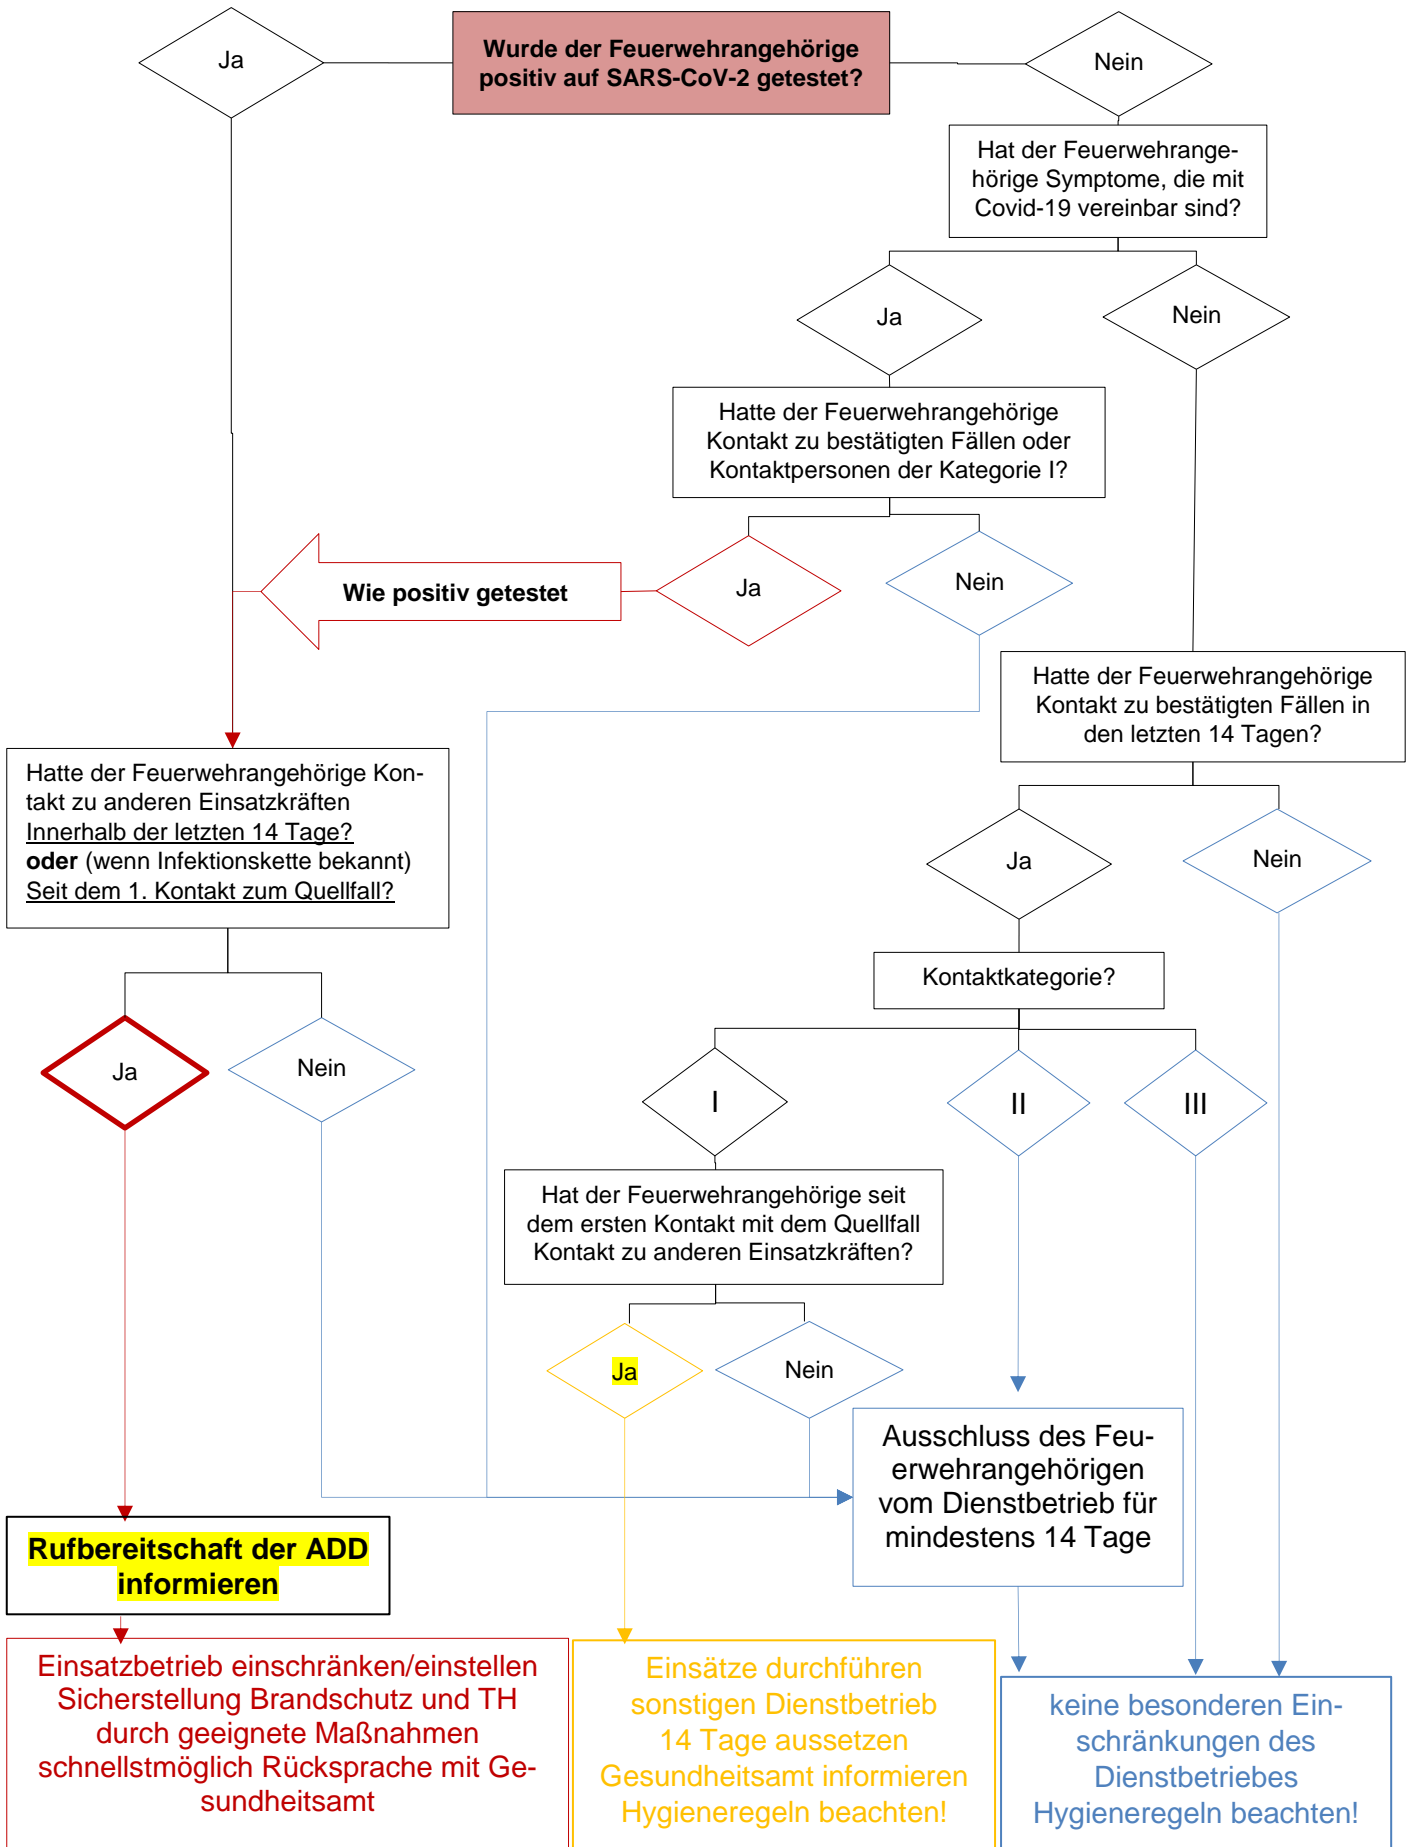 Ja
Wurde der Feuerwehrangehörige
positiv auf SARS-CoV-2 getestet?
Nein
Hat der Feuerwehrange-
hörige Symptome, die mit
Covid-19 vereinbar sind?
Ja
Nein
Hatte der Feuerwehrangehörige
Kontakt zu bestätigten Fällen oder
Kontaktpersonen der Kategorie I?
Wie positiv getestet
Ja
Nein
Hatte der Feuerwehrangehörige
Kontakt zu bestätigten Fällen in
den letzten 14 Tagen?
Hatte der Feuerwehrangehörige Kon-
takt zu anderen Einsatzkräften
Innerhalb der letzten 14 Tage?
oder (wenn Infektionskette bekannt)
Seit dem 1. Kontakt zum Quellfall?
Ja
Nein
Kontaktkategorie?
Ja
Nein
I
II
III
Hat der Feuerwehrangehörige seit
dem ersten Kontakt mit dem Quellfall
Kontakt zu anderen Einsatzkräften?
Ja
Nein
Ausschluss des Feu-
erwehrangehörigen
vom Dienstbetrieb für
mindestens 14 Tage
Rufbereitschaft der ADD
informieren
Einsatzbetrieb einschränken/einstellen
Sicherstellung Brandschutz und TH
durch geeignete Maßnahmen
schnellstmöglich Rücksprache mit Ge-
sundheitsamt
Einsätze durchführen
sonstigen Dienstbetrieb
14 Tage aussetzen
Gesundheitsamt informieren
Hygieneregeln beachten!
keine besonderen Ein-
schränkungen des
Dienstbetriebes
Hygieneregeln beachten!